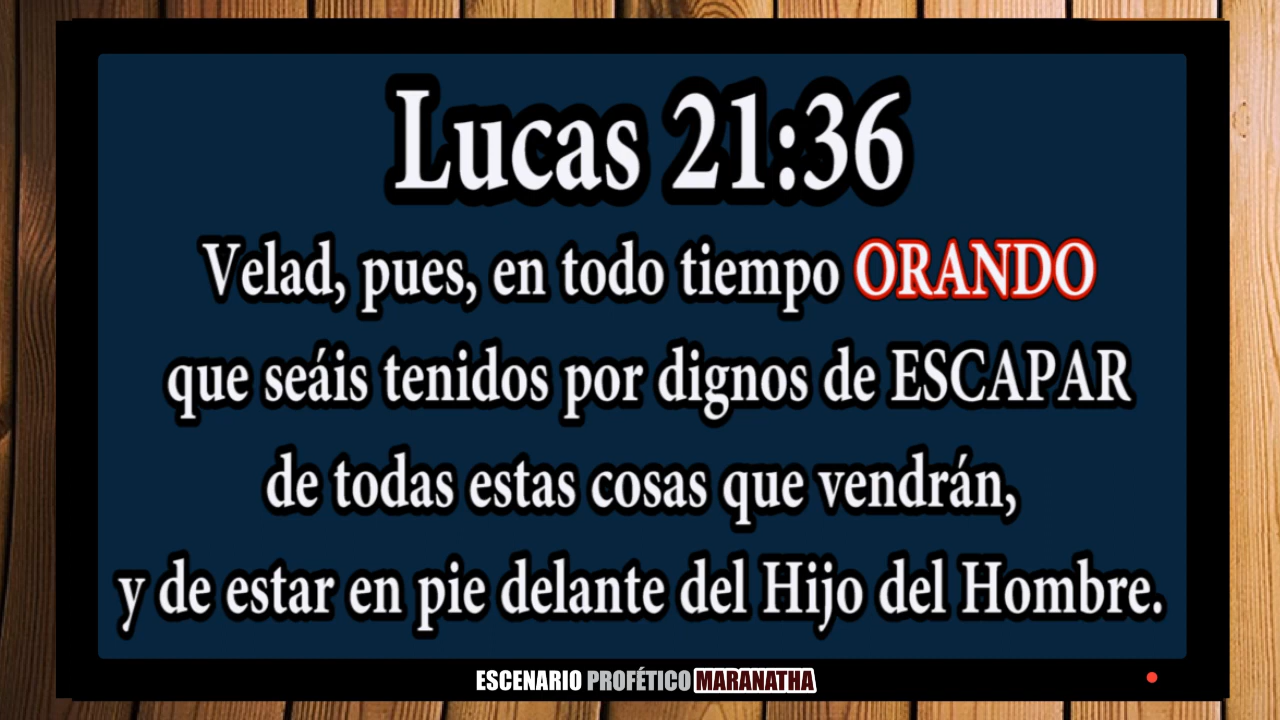 Lucas 21:36
Velad, pues, en todo tiempo ORANDO
que seáis tenidos por dignos de ESCAPAR
de todas estas cosas que vendrán,
y de estar en pie delante del Hijo del Hombre.
ESCENARIO PROFÉTICO MARANATHA